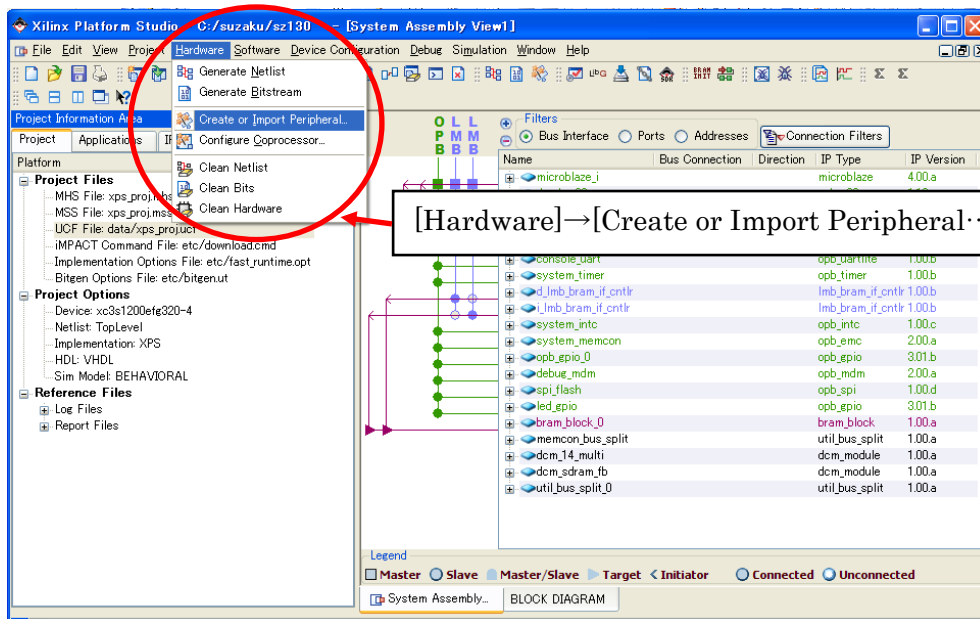 Xilinx Platform Studio - C:/suzaku/sz130 - [System Assembly View1]
File Edit View Project Hardware Software Device Configuration Debug Simulation Window Help
Generate Netlist
Generate Bitstream
Create or Import Peripheral...
Configure Coprocessor...
Clean Netlist
Clean Bits
Clean Hardware
Project Information Area
Project Applications
Platform
Project Files
MHS File: xps_proj.mhs
MSS File: xps_proj.mss
UCF File: data/xps_proj.ucf
iMPACT Command File: etc/download.cmd
Implementation Options File: etc/fast_runtime.opt
Bitgen Options File: etc/bitgen.ut
Project Options
Device: xc3s1200efg320-4
Netlist: TopLevel
Implementation: XPS
HDL: VHDL
Sim Model: BEHAVIORAL
Reference Files
Log Files
Report Files
O L L
P M M
B B B
Filters
Bus Interface Ports Addresses Connection Filters
Name Bus Connection Direction IP Type IP Version
microblaze_i microblaze 4.00.a
[Hardware]→[Create or Import Peripheral…
console_uart opb_uartlite 1.00.b
system_timer opb_timer 1.00.b
d_lmb_bram_if_cntlr lmb_bram_if_cntlr 1.00.b
i_lmb_bram_if_cntlr lmb_bram_if_cntlr 1.00.b
system_intc opb_intc 1.00.c
system_memcon opb_emc 2.00.a
opb_gpio_0 opb_gpio 3.01.b
debug_mdm opb_mdm 2.00.a
spi_flash opb_spi 1.00.d
led_gpio opb_gpio 3.01.b
bram_block_0 bram_block 1.00.a
memcon_bus_split util_bus_split 1.00.a
dcm_14_multi dcm_module 1.00.a
dcm_sdram_fb dcm_module 1.00.a
util_bus_split_0 util_bus_split 1.00.a
Legend
Master Slave Master/Slave Target Initiator Connected Unconnected
System Assembly... BLOCK DIAGRAM